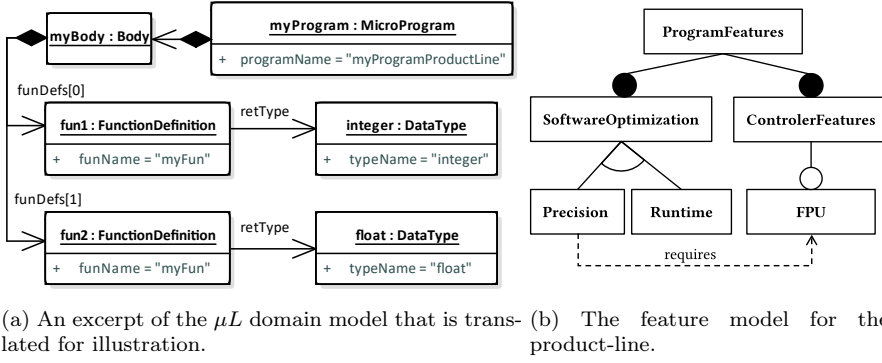 myBody : Body
myProgram : MicroProgram
+ programName = "myProgramProductLine"
funDefs[0]
fun1 : FunctionDefinition
+ funName = "myFun"
retType
integer : DataType
+ typeName = "integer"
funDefs[1]
fun2 : FunctionDefinition
+ funName = "myFun"
retType
float : DataType
+ typeName = "float"
(a) An excerpt of the μL domain model that is trans-
lated for illustration.
ProgramFeatures
SoftwareOptimization
ControlerFeatures
Precision
Runtime
FPU
requires
(b) The feature model for the
product-line.